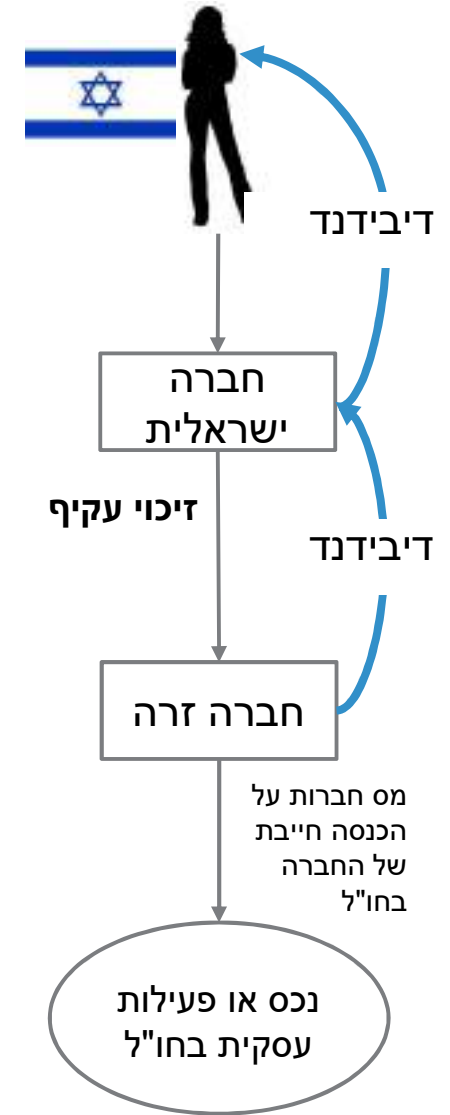 דיבידנד
חברה
ישראלית
זיכוי עקיף
דיבידנד
חברה זרה
מס חברות על
הכנסה חייבת
של החברה
בחו"ל
נכס או פעילות
עסקית בחו"ל